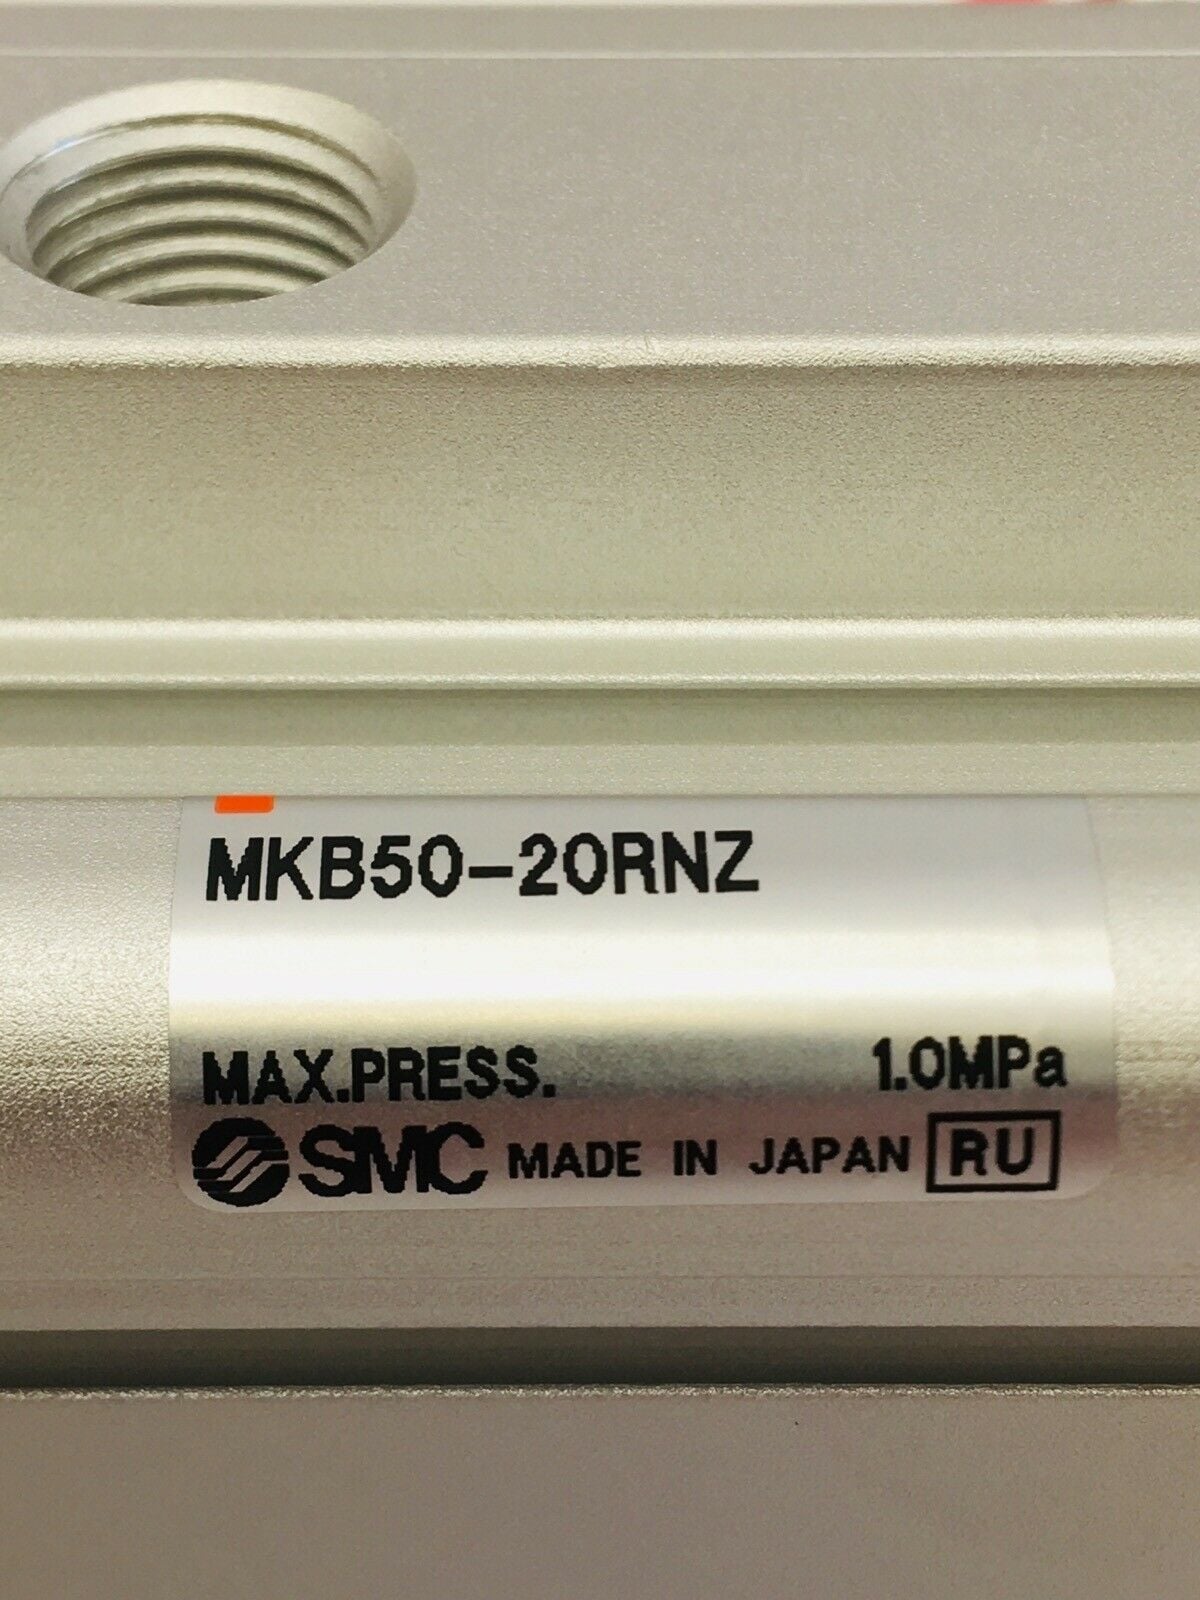 MKB50-20RNZ
MAX.PRESS. 1.0MPa
SMC MADE IN JAPAN RU